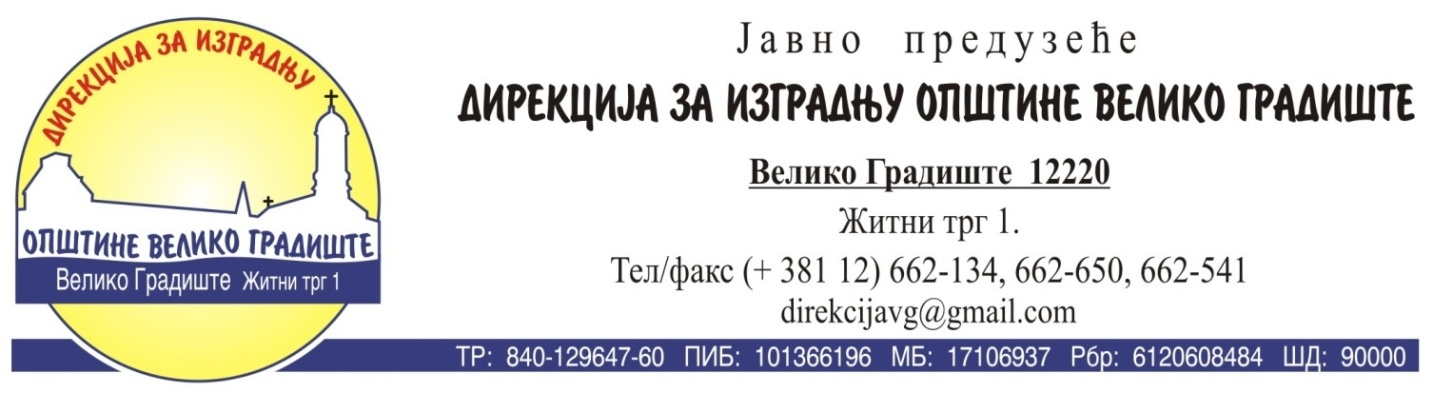 ДИРЕКЦИЈА ЗА ИЗГРАДЊУ
ОПШТИНЕ ВЕЛИКО ГРАДИШТЕ
Велико Градиште Житни трг 1
Јавно предузеће
ДИРЕКЦИЈА ЗА ИЗГРАДЊУ ОПШТИНЕ ВЕЛИКО ГРАДИШТЕ
Велико Градиште 12220
Житни трг 1.
Тел/факс (+ 381 12) 662-134, 662-650, 662-541
direkcijavg@gmail.com
ТР: 840-129647-60 ПИБ: 101366196 МБ: 17106937 Рбр: 6120608484 ШД: 90000